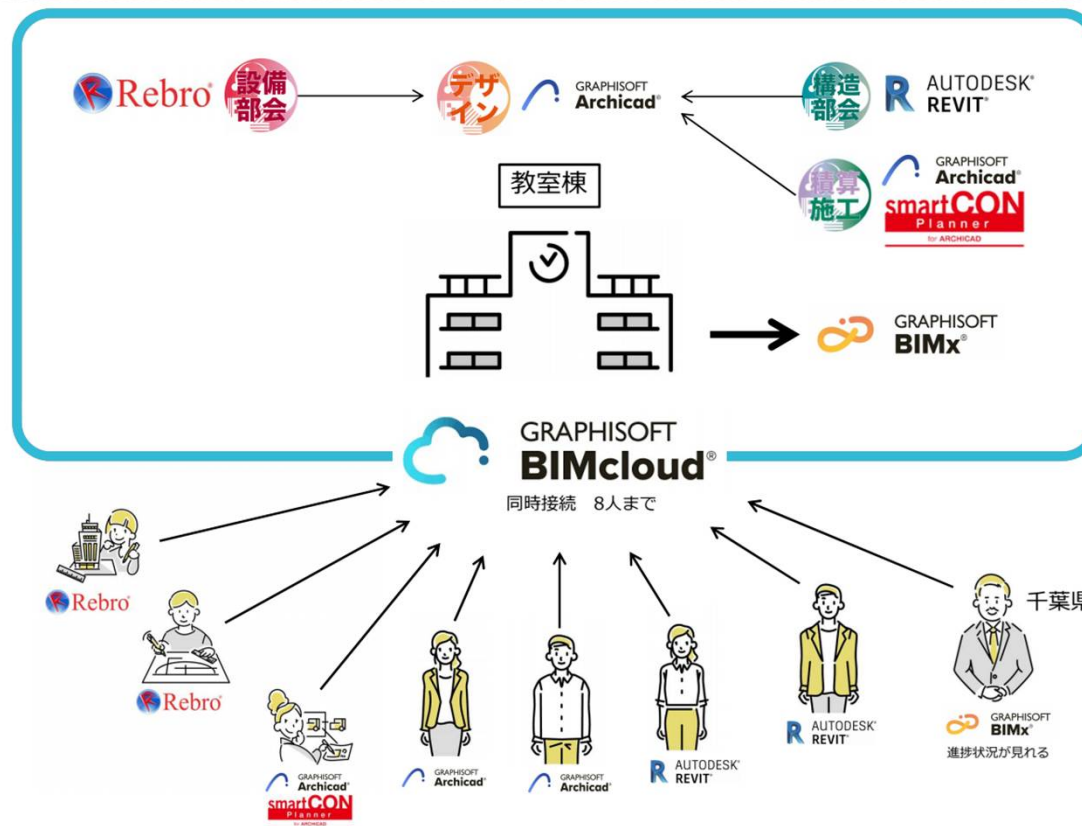 Rebro®
設備
部会
デザ
イン
GRAPHISOFT
Archicad®
構造
部会
AUTODESK®
REVIT®
積算
施工
GRAPHISOFT
Archicad®
smartCON
Planner
for ARCHICAD
教室棟
GRAPHISOFT
BIMx®
GRAPHISOFT
BIMcloud®
同時接続 8人まで
Rebro®
Rebro®
GRAPHISOFT
Archicad®
smartCON
Planner
for ARCHICAD
GRAPHISOFT
Archicad®
GRAPHISOFT
Archicad®
AUTODESK®
REVIT®
AUTODESK®
REVIT®
千葉県
GRAPHISOFT
BIMx®
進捗状況が見れる